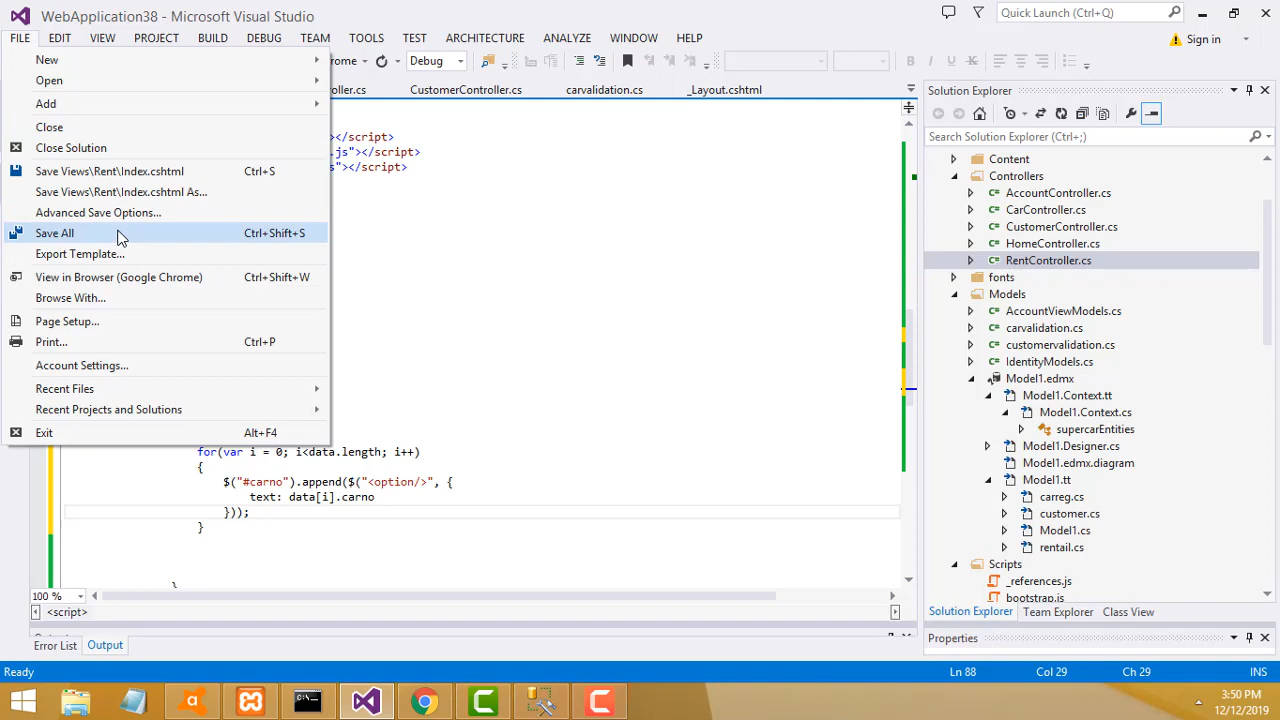 WebApplication38 - Microsoft Visual Studio
Quick Launch (Ctrl+Q)
FILE EDIT VIEW PROJECT BUILD DEBUG TEAM TOOLS TEST ARCHITECTURE ANALYZE WINDOW HELP
Sign in
Debug
New
Open
Add
Close
Close Solution
Save Views\Rent\Index.cshtml Ctrl+S
Save Views\Rent\Index.cshtml As...
Advanced Save Options...
Save All Ctrl+Shift+S
Export Template...
View in Browser (Google Chrome) Ctrl+Shift+W
Browse With...
Page Setup...
Print... Ctrl+P
Account Settings...
Recent Files
Recent Projects and Solutions
Exit Alt+F4
ller.cs CustomerController.cs carvalidation.cs _Layout.cshtml
"></script>
.js"></script>
s"></script>
for(var i = 0; i<data.length; i++)
{
$("#carno").append($("<option/>", {
text: data[i].carno
}));
}
}
100 %
<script>
Error List Output
Solution Explorer
Search Solution Explorer (Ctrl+;)
Content
Controllers
AccountController.cs
CarController.cs
CustomerController.cs
HomeController.cs
RentController.cs
fonts
Models
AccountViewModels.cs
carvalidation.cs
customervalidation.cs
IdentityModels.cs
Model1.edmx
Model1.Context.tt
Model1.Context.cs
supercarEntities
Model1.Designer.cs
Model1.edmx.diagram
Model1.tt
carreg.cs
customer.cs
Model1.cs
rentail.cs
Scripts
_references.js
bootstrap.js
Solution Explorer Team Explorer Class View
Properties
Ready Ln 88 Col 29 Ch 29 INS
3:50 PM
12/12/2019